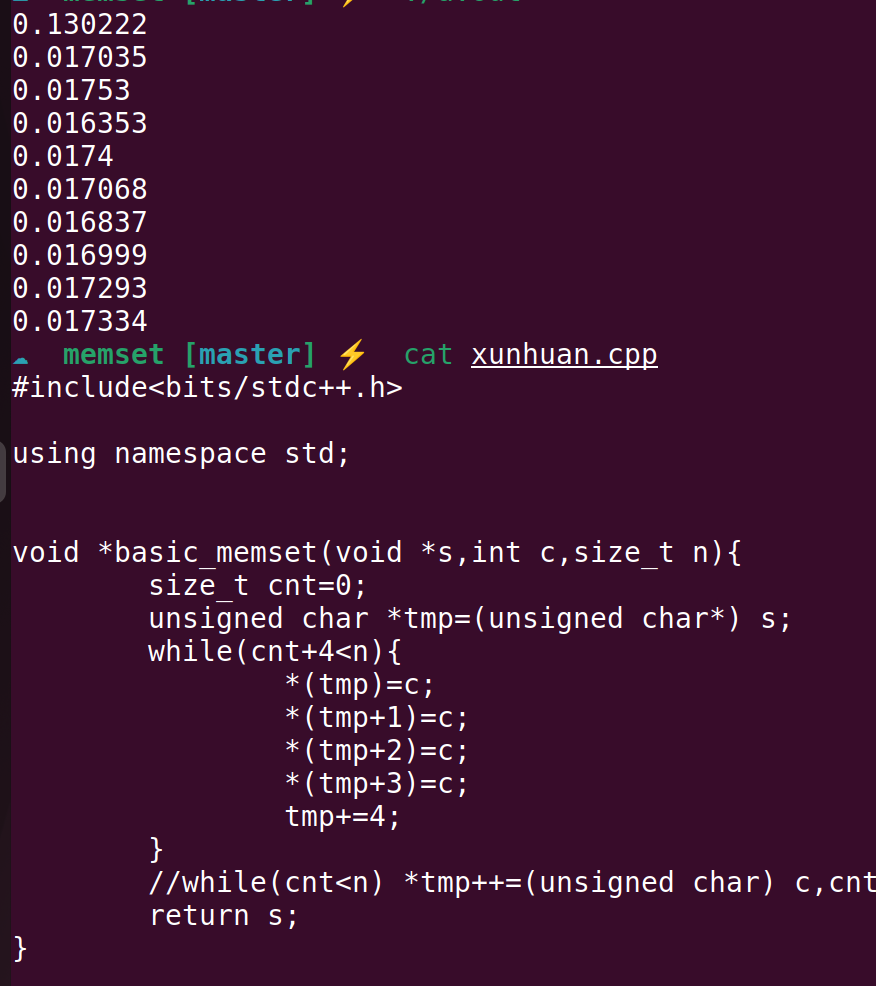 0.130222
0.017035
0.01753
0.016353
0.0174
0.017068
0.016837
0.016999
0.017293
0.017334
memset [master] ⚡ cat xunhuan.cpp
#include<bits/stdc++.h>
using namespace std;
void *basic_memset(void *s,int c,size_t n){
size_t cnt=0;
unsigned char *tmp=(unsigned char*) s;
while(cnt+4<n){
*(tmp)=c;
*(tmp+1)=c;
*(tmp+2)=c;
*(tmp+3)=c;
tmp+=4;
}
//while(cnt<n) *tmp++=(unsigned char) c,cnt
return s;
}